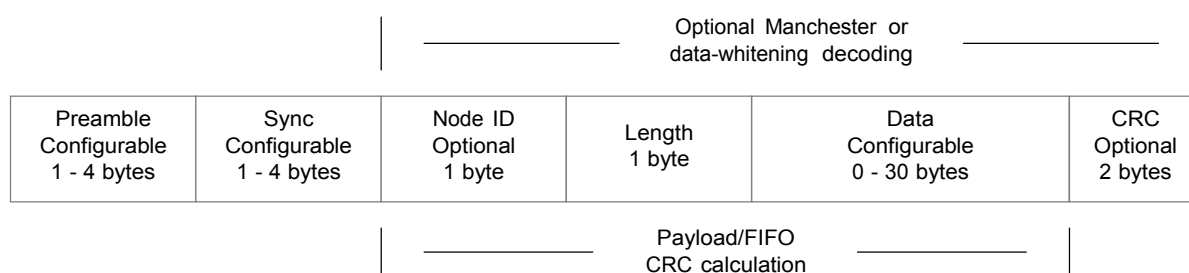 Optional Manchester or
data-whitening decoding
Preamble
Configurable
1 - 4 bytes
Sync
Configurable
1 - 4 bytes
Node ID
Optional
1 byte
Length
1 byte
Data
Configurable
0 - 30 bytes
CRC
Optional
2 bytes
Payload/FIFO
CRC calculation